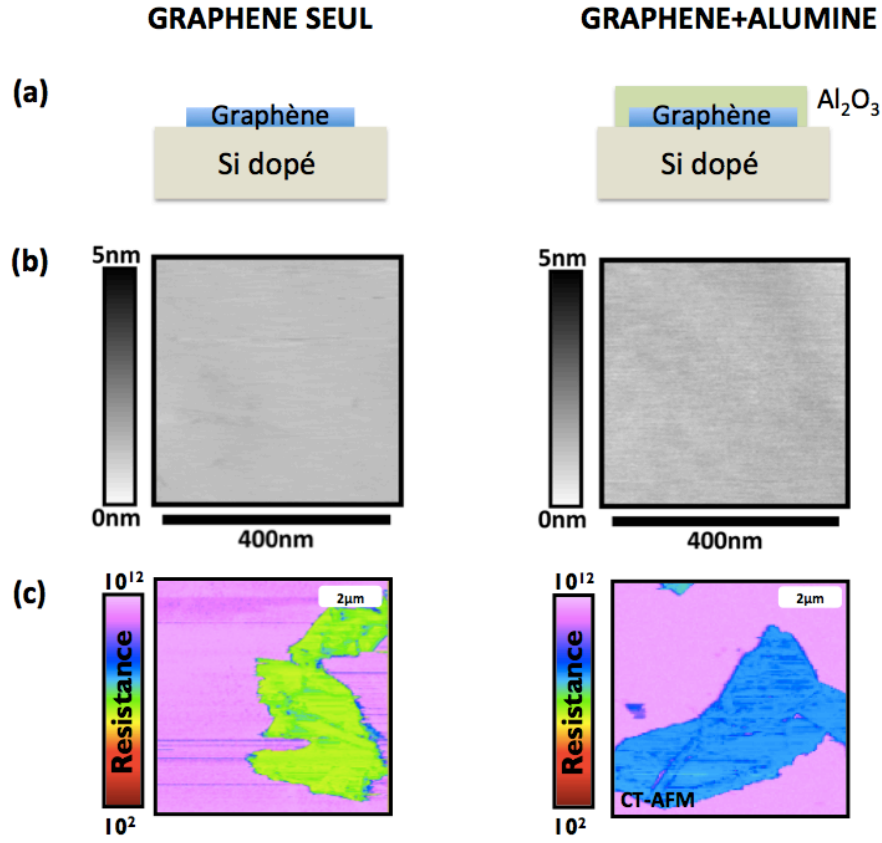 GRAPHENE SEUL
GRAPHENE+ALUMINE
(a)
Graphène
Si dopé
Graphène
Al₂O₃
Si dopé
(b)
5nm
0nm
400nm
5nm
0nm
400nm
(c)
10¹²
Resistance
10²
2µm
10¹²
Resistance
10²
2µm
CT-AFM